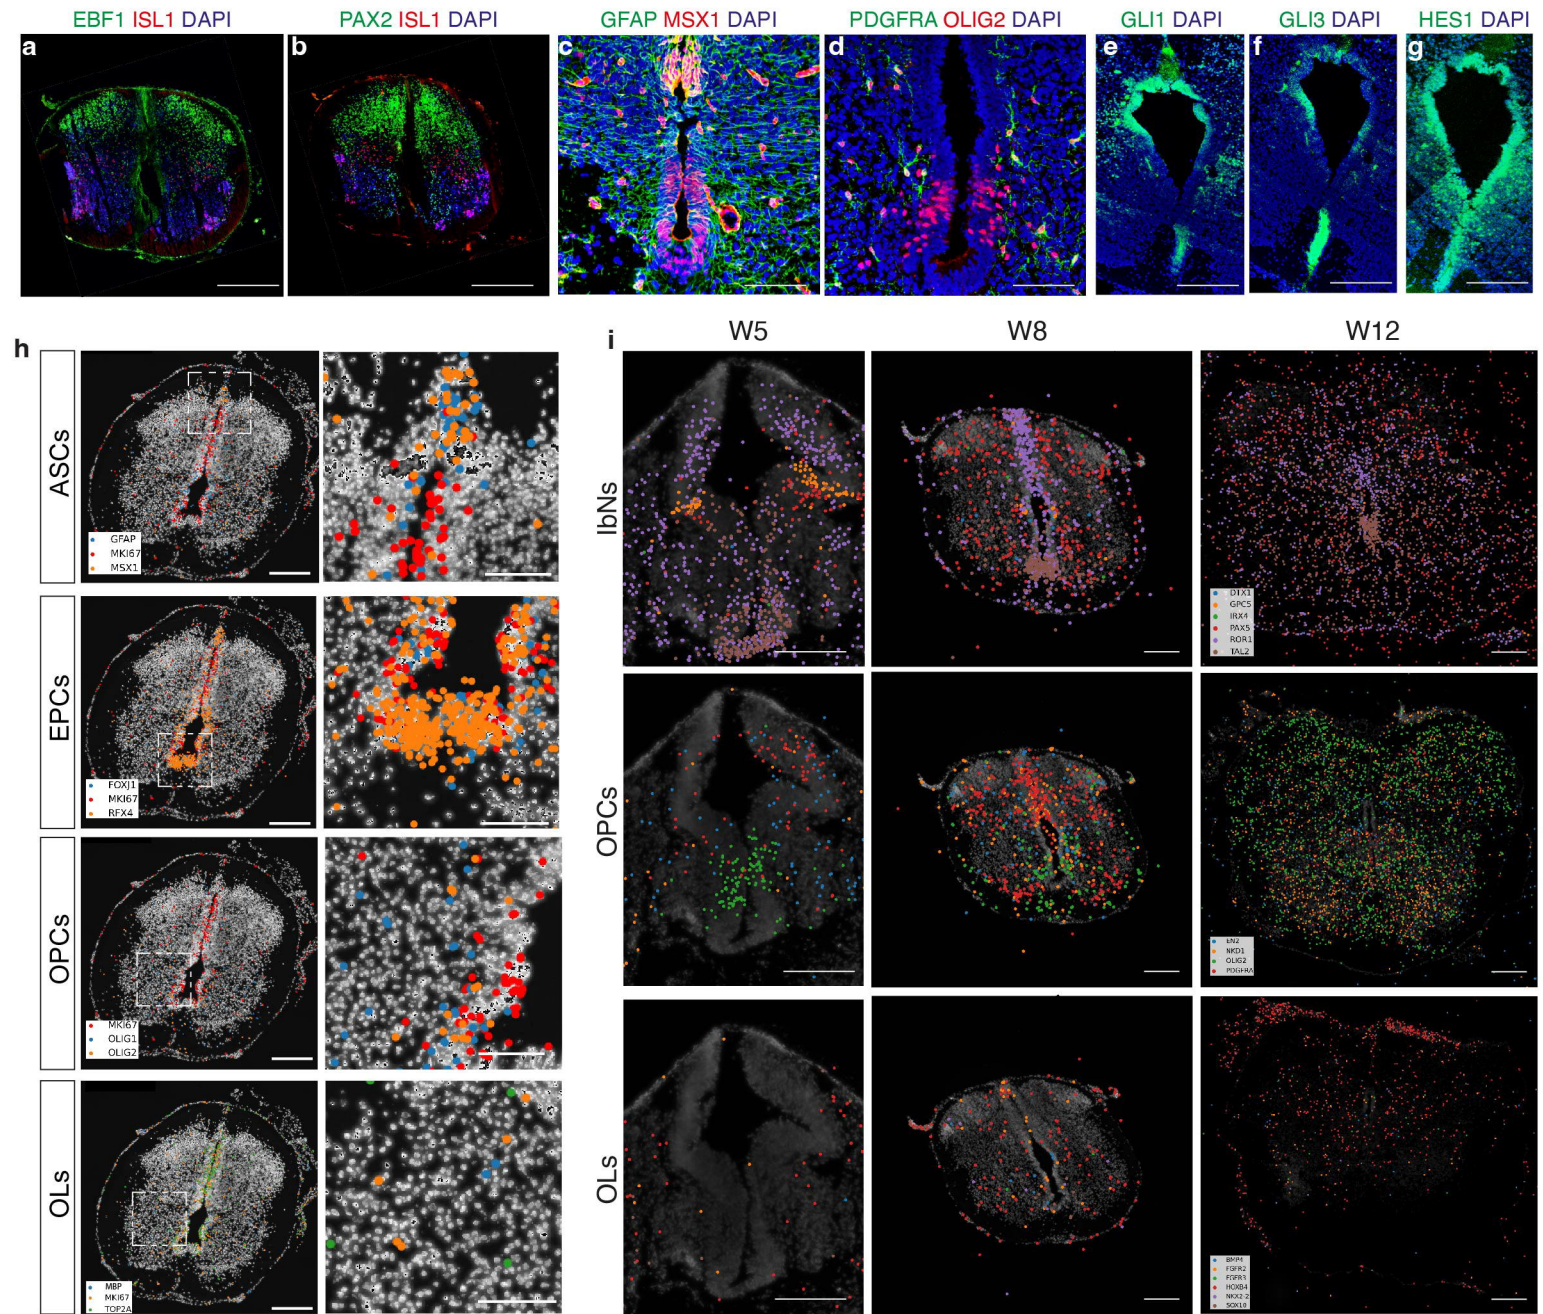 EBF1 ISL1 DAPI
PAX2 ISL1 DAPI
GFAP MSX1 DAPI
PDGFRA OLIG2 DAPI
GLI1 DAPI
GLI3 DAPI
HES1 DAPI
a
b
c
d
e
f
g
h
ASCs
GFAP
MKI67
MSX1
EPCs
FOXJ1
MKI67
RFX4
OPCs
MKI67
OLIG1
OLIG2
OLs
MBP
MKI67
TOP2A
i
W5
W8
W12
IbNs
DTX1
GPC5
IRX4
PAX5
ROR1
TAL2
OPCs
EN2
NKD1
OLIG2
PDGFRA
OLs
BMP4
FGFR2
FGFR3
HOXB4
NKX2-2
SOX10